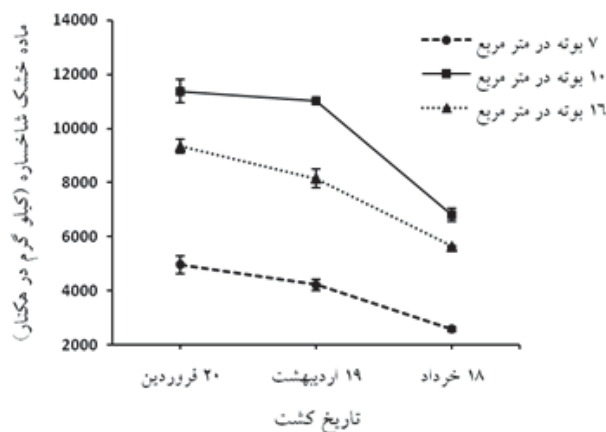 ماده خشک شاخساره (کیلو گرم در هکتار)
14000
12000
10000
8000
6000
4000
2000
۷ بوته در متر مربع
۱۰ بوته در متر مربع
۱٦ بوته در متر مربع
۲۰ فروردین
۱۹ اردیبهشت
۱۸ خرداد
تاریخ کشت